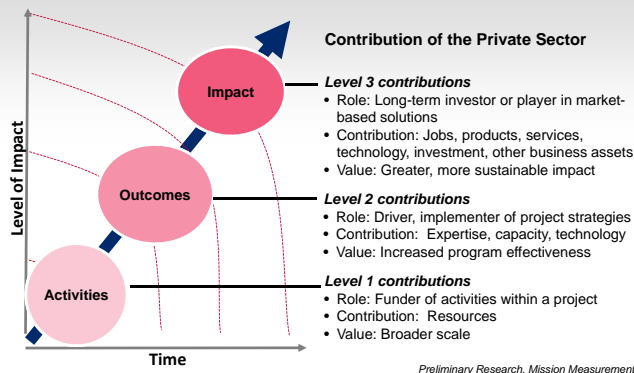 Contribution of the Private Sector
Level of Impact
Impact
Outcomes
Activities
Time
Level 3 contributions
• Role: Long-term investor or player in market-
based solutions
• Contribution: Jobs, products, services,
technology, investment, other business assets
• Value: Greater, more sustainable impact
Level 2 contributions
• Role: Driver, implementer of project strategies
• Contribution: Expertise, capacity, technology
• Value: Increased program effectiveness
Level 1 contributions
• Role: Funder of activities within a project
• Contribution: Resources
• Value: Broader scale
Preliminary Research, Mission Measurement